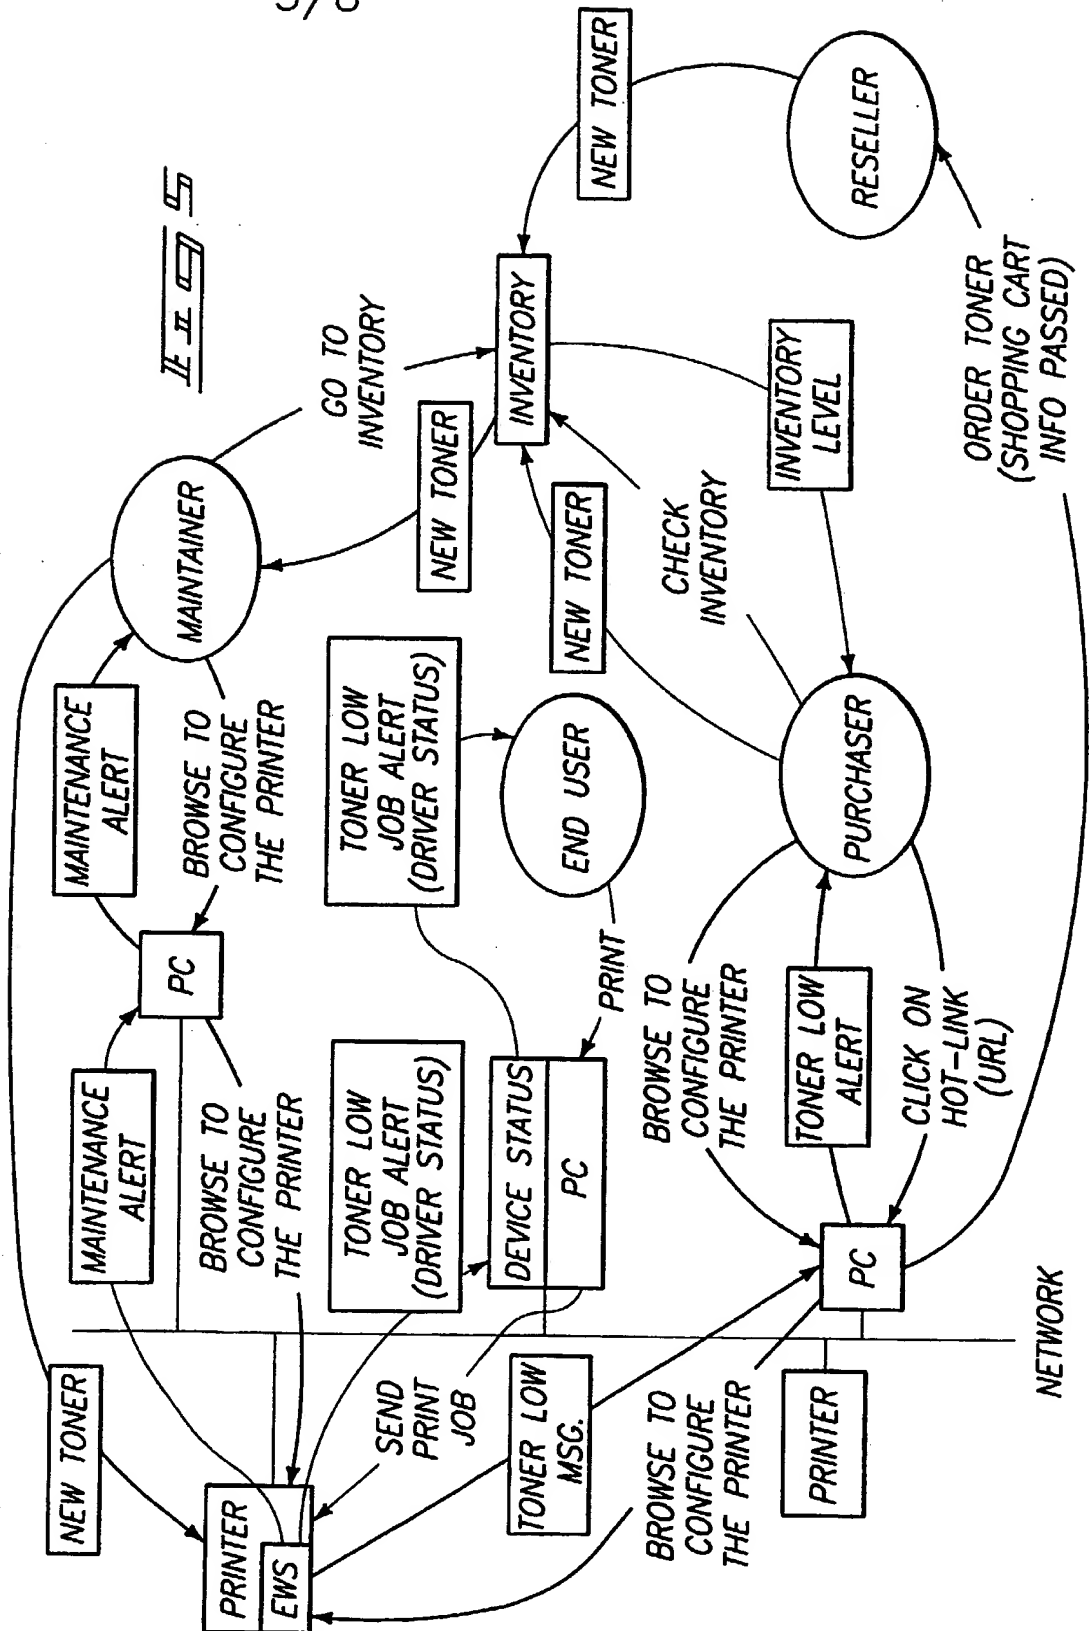 NEW TONER
MAINTENANCE
ALERT
MAINTENANCE
ALERT
PC
MAINTAINER
FIG 5
PRINTER
EWS
BROWSE TO
CONFIGURE
THE PRINTER
BROWSE TO
CONFIGURE
THE PRINTER
GO TO
INVENTORY
SEND
PRINT
JOB
TONER LOW
JOB ALERT
(DRIVER STATUS)
TONER LOW
JOB ALERT
(DRIVER STATUS)
NEW TONER
INVENTORY
NEW TONER
TONER LOW
MSG.
DEVICE STATUS
PC
PRINT
END USER
NEW TONER
BROWSE TO
CONFIGURE
THE PRINTER
BROWSE TO
CONFIGURE
THE PRINTER
CHECK
INVENTORY
INVENTORY
LEVEL
PRINTER
PC
TONER LOW
ALERT
PURCHASER
RESELLER
CLICK ON
HOT-LINK
(URL)
ORDER TONER
(SHOPPING CART
INFO PASSED)
NETWORK